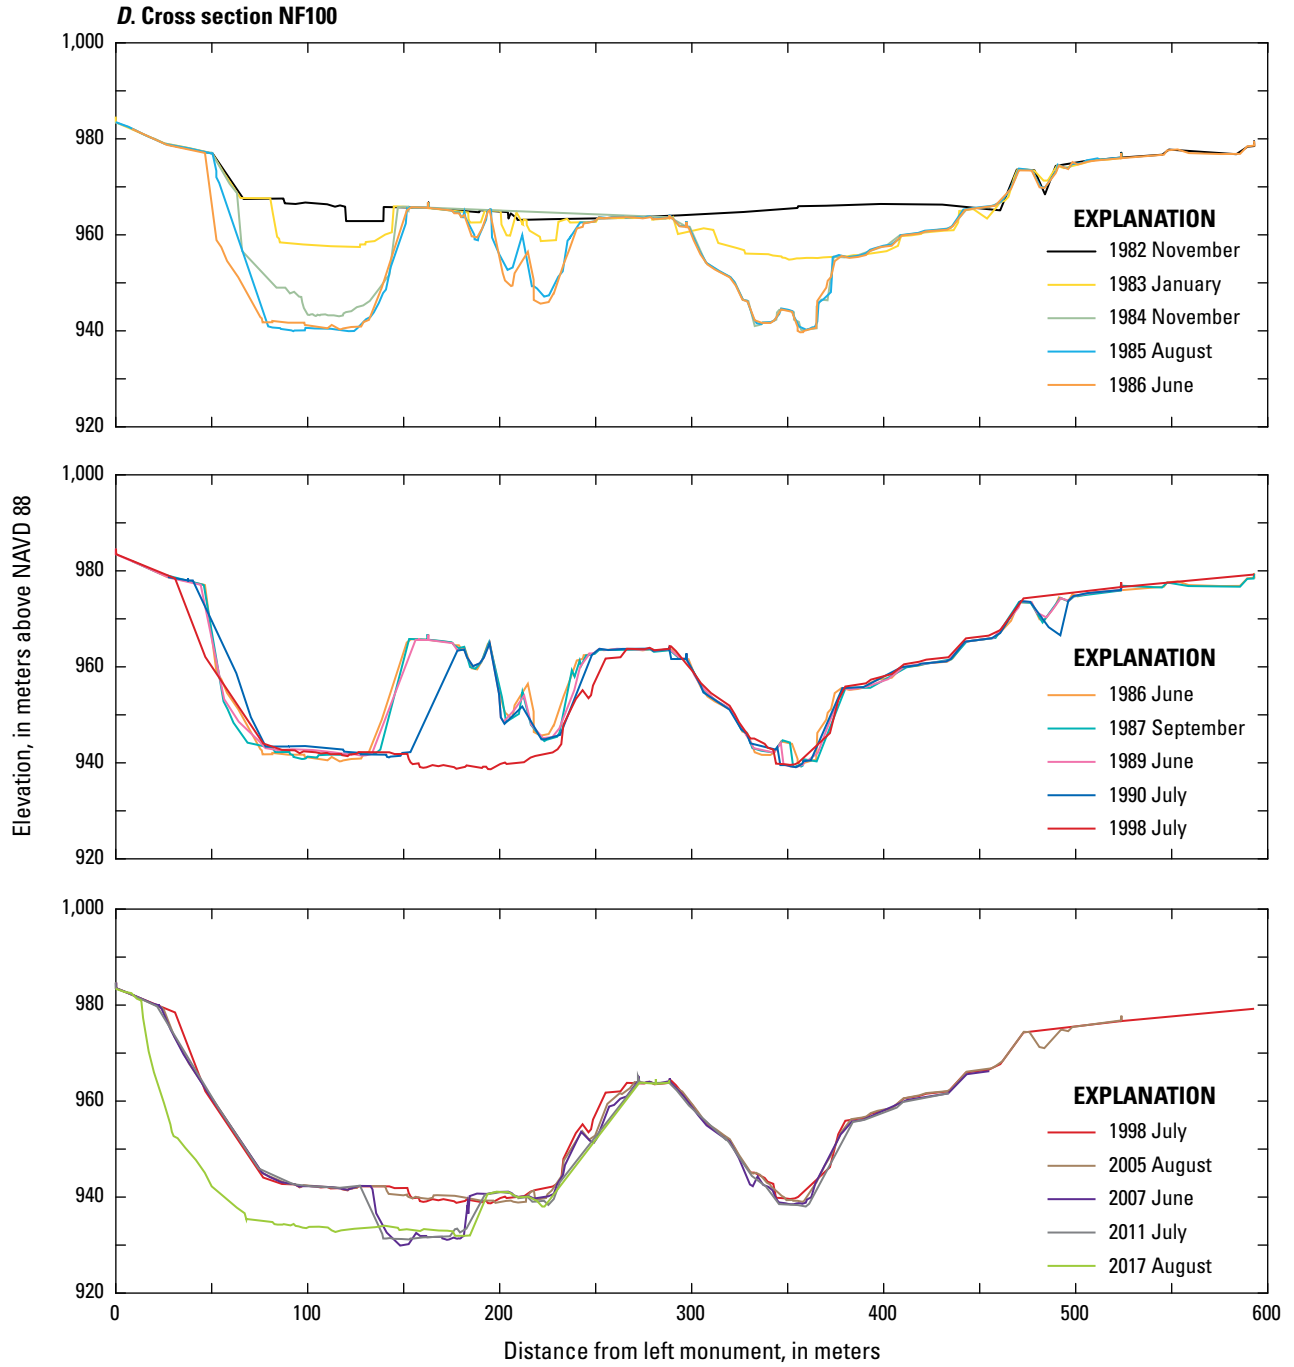 D. Cross section NF100
1,000
980
960
940
920
EXPLANATION
1982 November
1983 January
1984 November
1985 August
1986 June
1,000
980
960
940
920
EXPLANATION
1986 June
1987 September
1989 June
1990 July
1998 July
Elevation, in meters above NAVD 88
1,000
980
960
940
920
EXPLANATION
1998 July
2005 August
2007 June
2011 July
2017 August
0 100 200 300 400 500 600
Distance from left monument, in meters